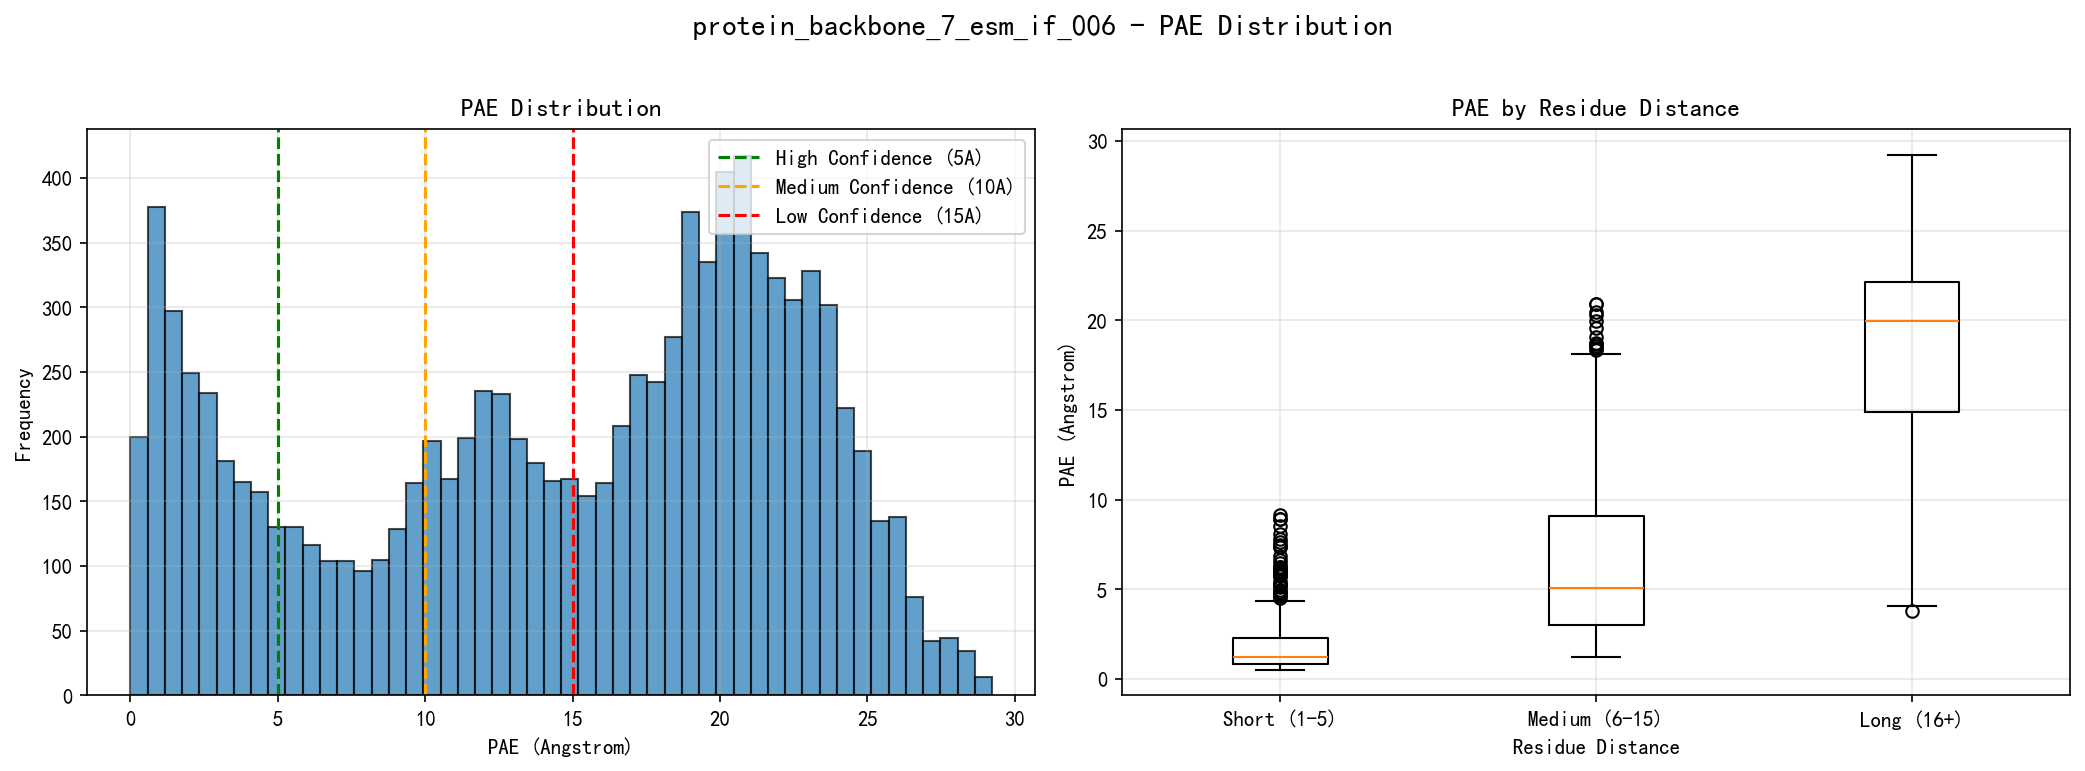 protein_backbone_7_esm_if_006 - PAE Distribution
PAE Distribution
High Confidence (5A)
Medium Confidence (10A)
Low Confidence (15A)
Frequency
400
350
300
250
200
150
100
50
0
0 5 10 15 20 25 30
PAE (Angstrom)
PAE by Residue Distance
PAE (Angstrom)
30
25
20
15
10
5
0
Short (1-5) Medium (6-15) Long (16+)
Residue Distance